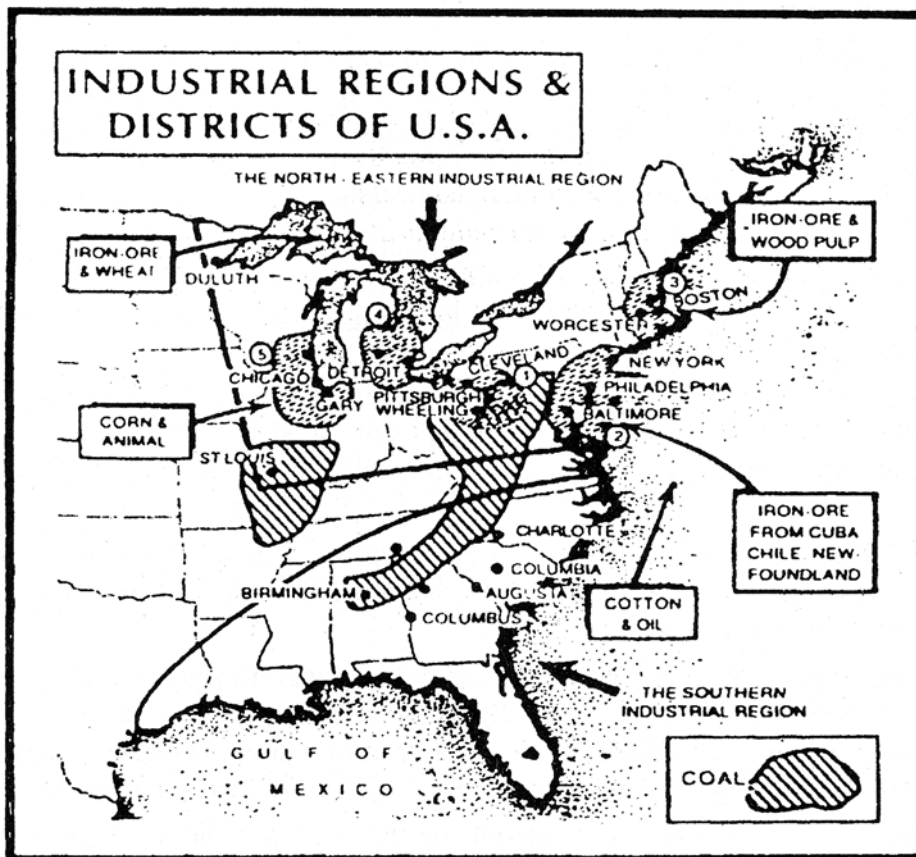 INDUSTRIAL REGIONS &
DISTRICTS OF U.S.A.
THE NORTH-EASTERN INDUSTRIAL REGION
IRON-ORE
& WHEAT
DULUTH
IRON-ORE &
WOOD PULP
3
BOSTON
WORCESTER
4
5
CHICAGO
DETROIT
CLEVELAND
1
NEW YORK
GARY
PITTSBURGH
WHEELING
PHILADELPHIA
BALTIMORE
2
CORN &
ANIMAL
ST LOUIS
IRON-ORE
FROM CUBA
CHILE, NEW-
FOUNDLAND
CHARLOTTE
COLUMBIA
BIRMINGHAM
AUGUSTA
COLUMBUS
COTTON
& OIL
THE SOUTHERN
INDUSTRIAL REGION
GULF OF
MEXICO
COAL